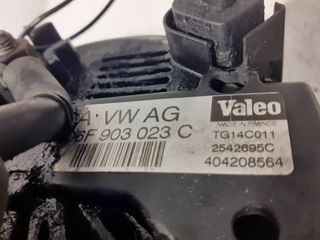 A · VW AG
6F 903 023 C
Valeo
MADE IN FRANCE
TG14C011
2542695C
404208564